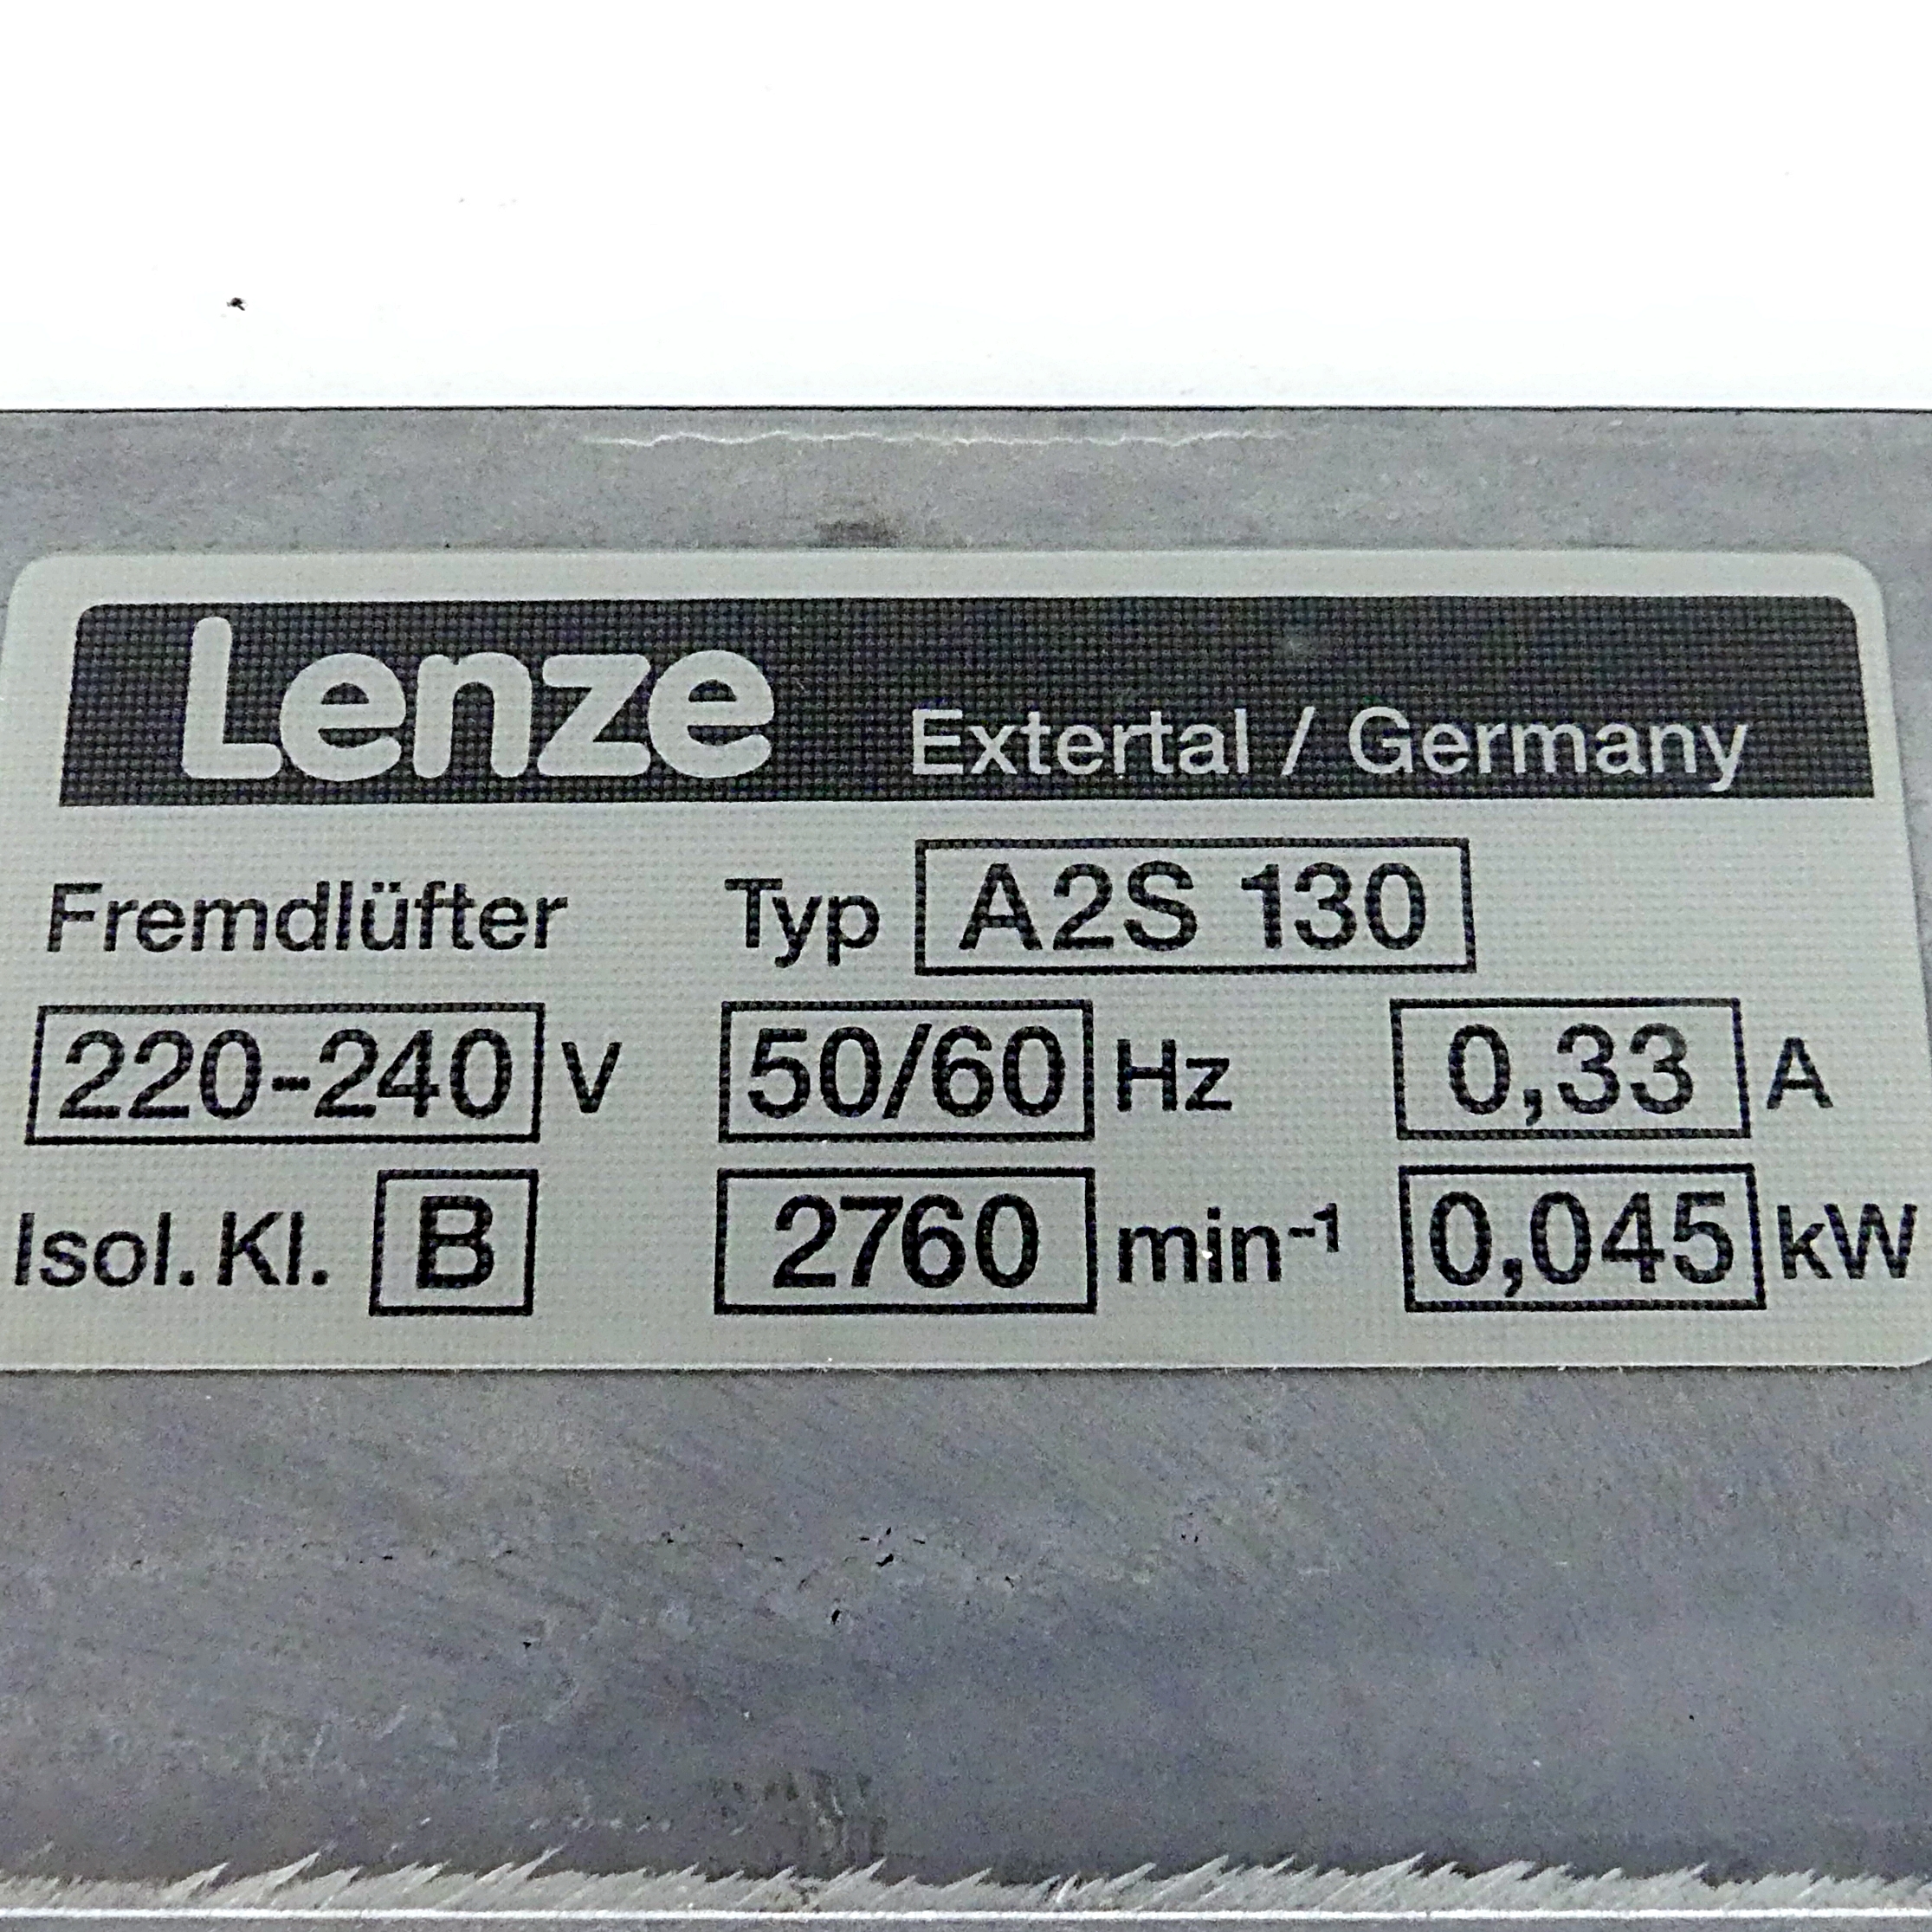 Lenze Extertal / Germany
Fremdlüfter Typ A2S 130
220-240 V 50/60 Hz 0,33 A
Isol. Kl. B 2760 min⁻¹ 0,045 kW